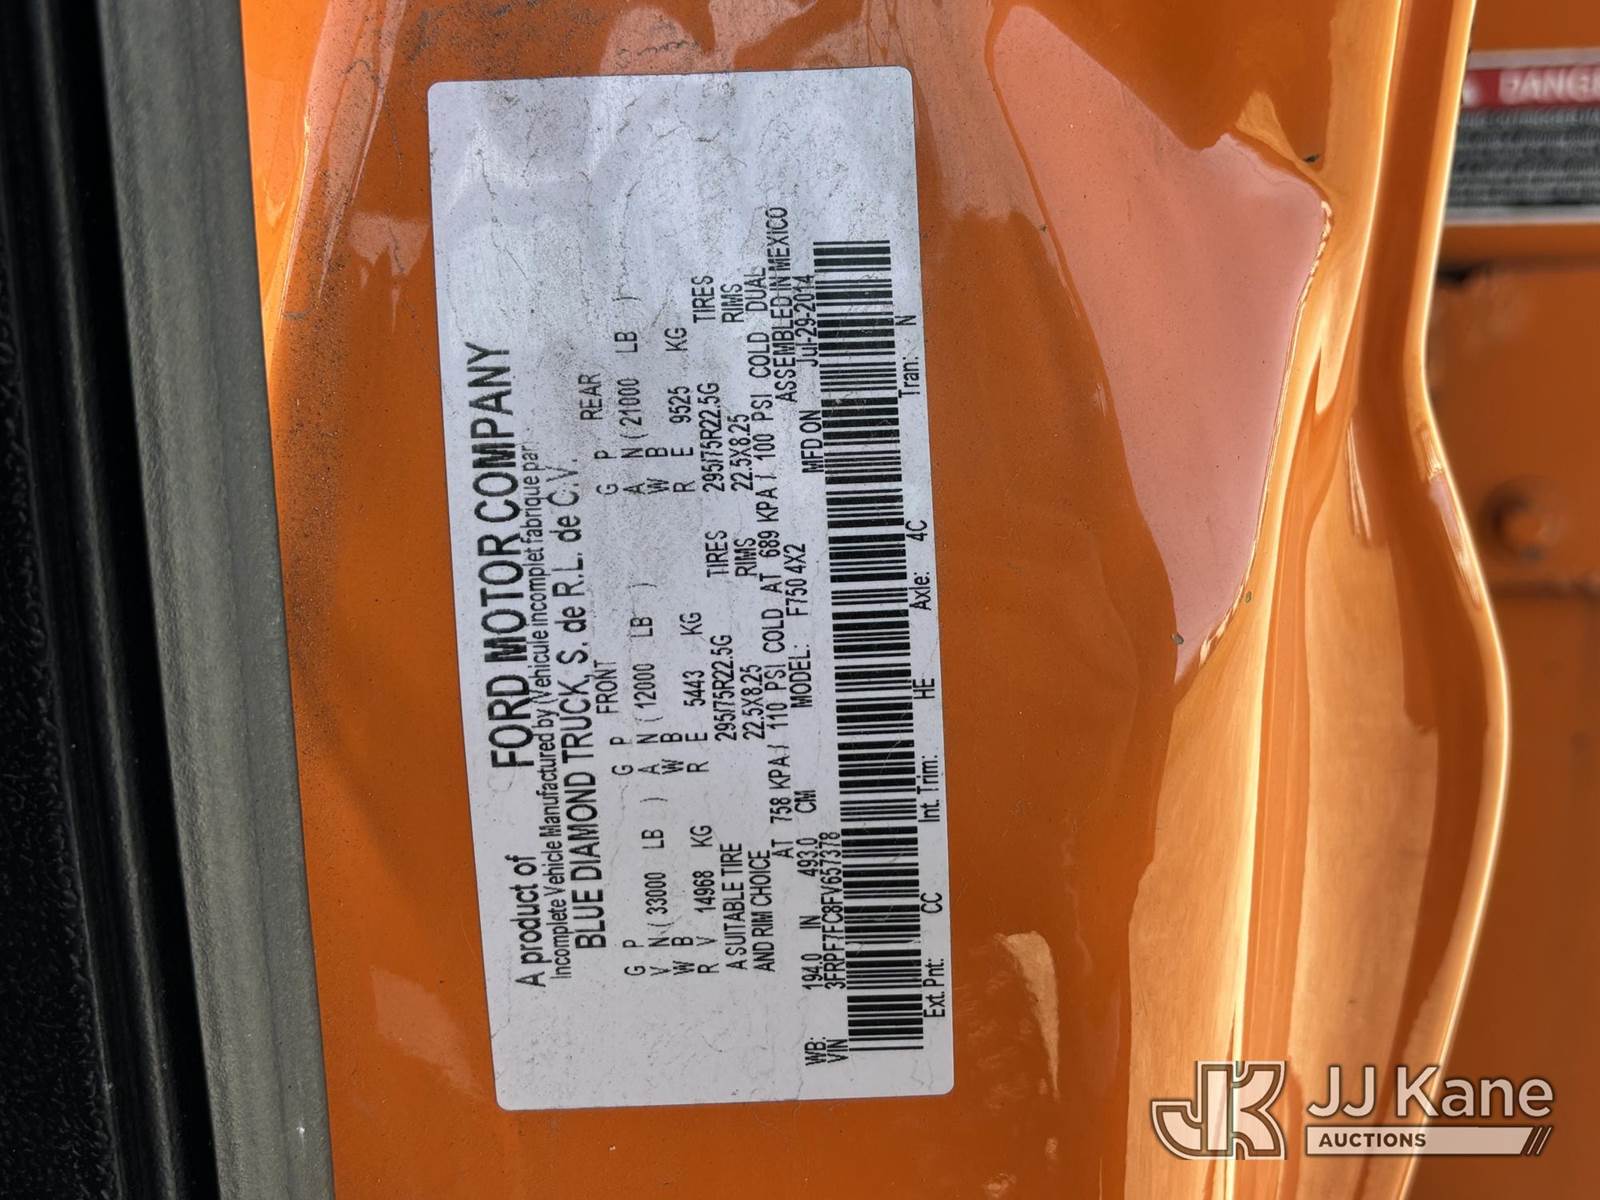 A product of FORD MOTOR COMPANY
Incomplete Vehicle Manufactured by (Vehicule incomplet fabrique par)
BLUE DIAMOND TRUCK, S. de R.L. de C.V.
FRONT REAR
G P G P G P
V N ( 33000 LB ) A N ( 12000 LB ) A N ( 21000 LB )
W B W B W B
R V 14968 KG R E 5443 KG R E 9525 KG
A SUITABLE TIRE 295/75R22.5G TIRES 295/75R22.5G TIRES
AND RIM CHOICE 22.5X8.25 RIMS 22.5X8.25 RIMS
AT 758 KPA / 110 PSI COLD AT 689 KPA / 100 PSI COLD DUAL
ASSEMBLED IN MEXICO
WB: 194.0 IN 493.0 CM MODEL: F750 4X2 MFD ON Jul-29-2014
VIN 3FRPF7FC8FV657378
Ext. Pnt: CC Int. Trim: HE Axle: 4C Tran: N
DANGER
JK JJ Kane
AUCTIONS